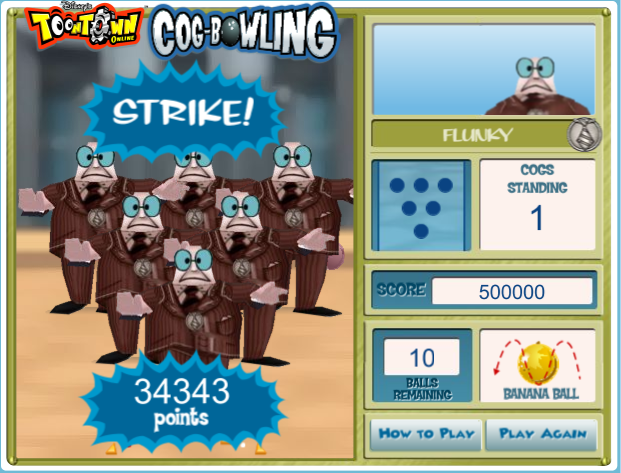 Disney's
TOONTOWN
ONLINE
COG-BOWLING
STRIKE!
34343
points
FLUNKY
COGS
STANDING
1
SCORE
500000
10
BALLS
REMAINING
BANANA BALL
HOW TO PLAY
PLAY AGAIN